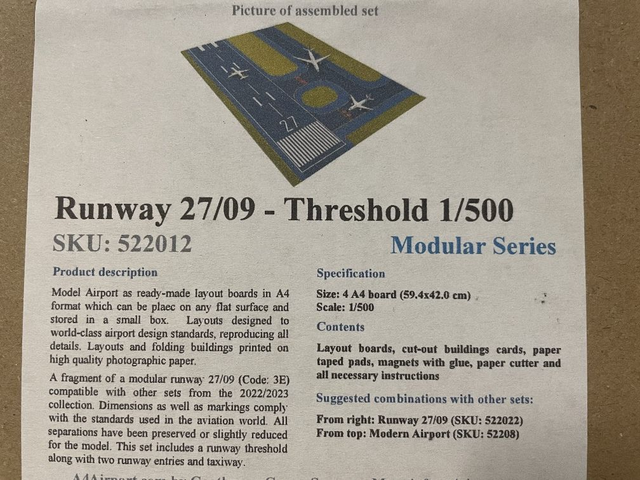 Picture of assembled set
27
Runway 27/09 - Threshold 1/500
SKU: 522012
Modular Series
Product description
Model Airport as ready-made layout boards in A4
format which can be plaec on any flat surface and
stored in a small box. Layouts designed to
world-class airport design standards, reproducing all
details. Layouts and folding buildings printed on
high quality photographic paper.
A fragment of a modular runway 27/09 (Code: 3E)
compatible with other sets from the 2022/2023
collection. Dimensions as well as markings comply
with the standards used in the aviation world. All
separations have been preserved or slightly reduced
for the model. This set includes a runway threshold
along with two runway entries and taxiway.
Specification
Size: 4 A4 board (59.4x42.0 cm)
Scale: 1/500
Contents
Layout boards, cut-out buildings cards, paper
taped pads, magnets with glue, paper cutter and
all necessary instructions
Suggested combinations with other sets:
From right: Runway 27/09 (SKU: 522022)
From top: Modern Airport (SKU: 52208)